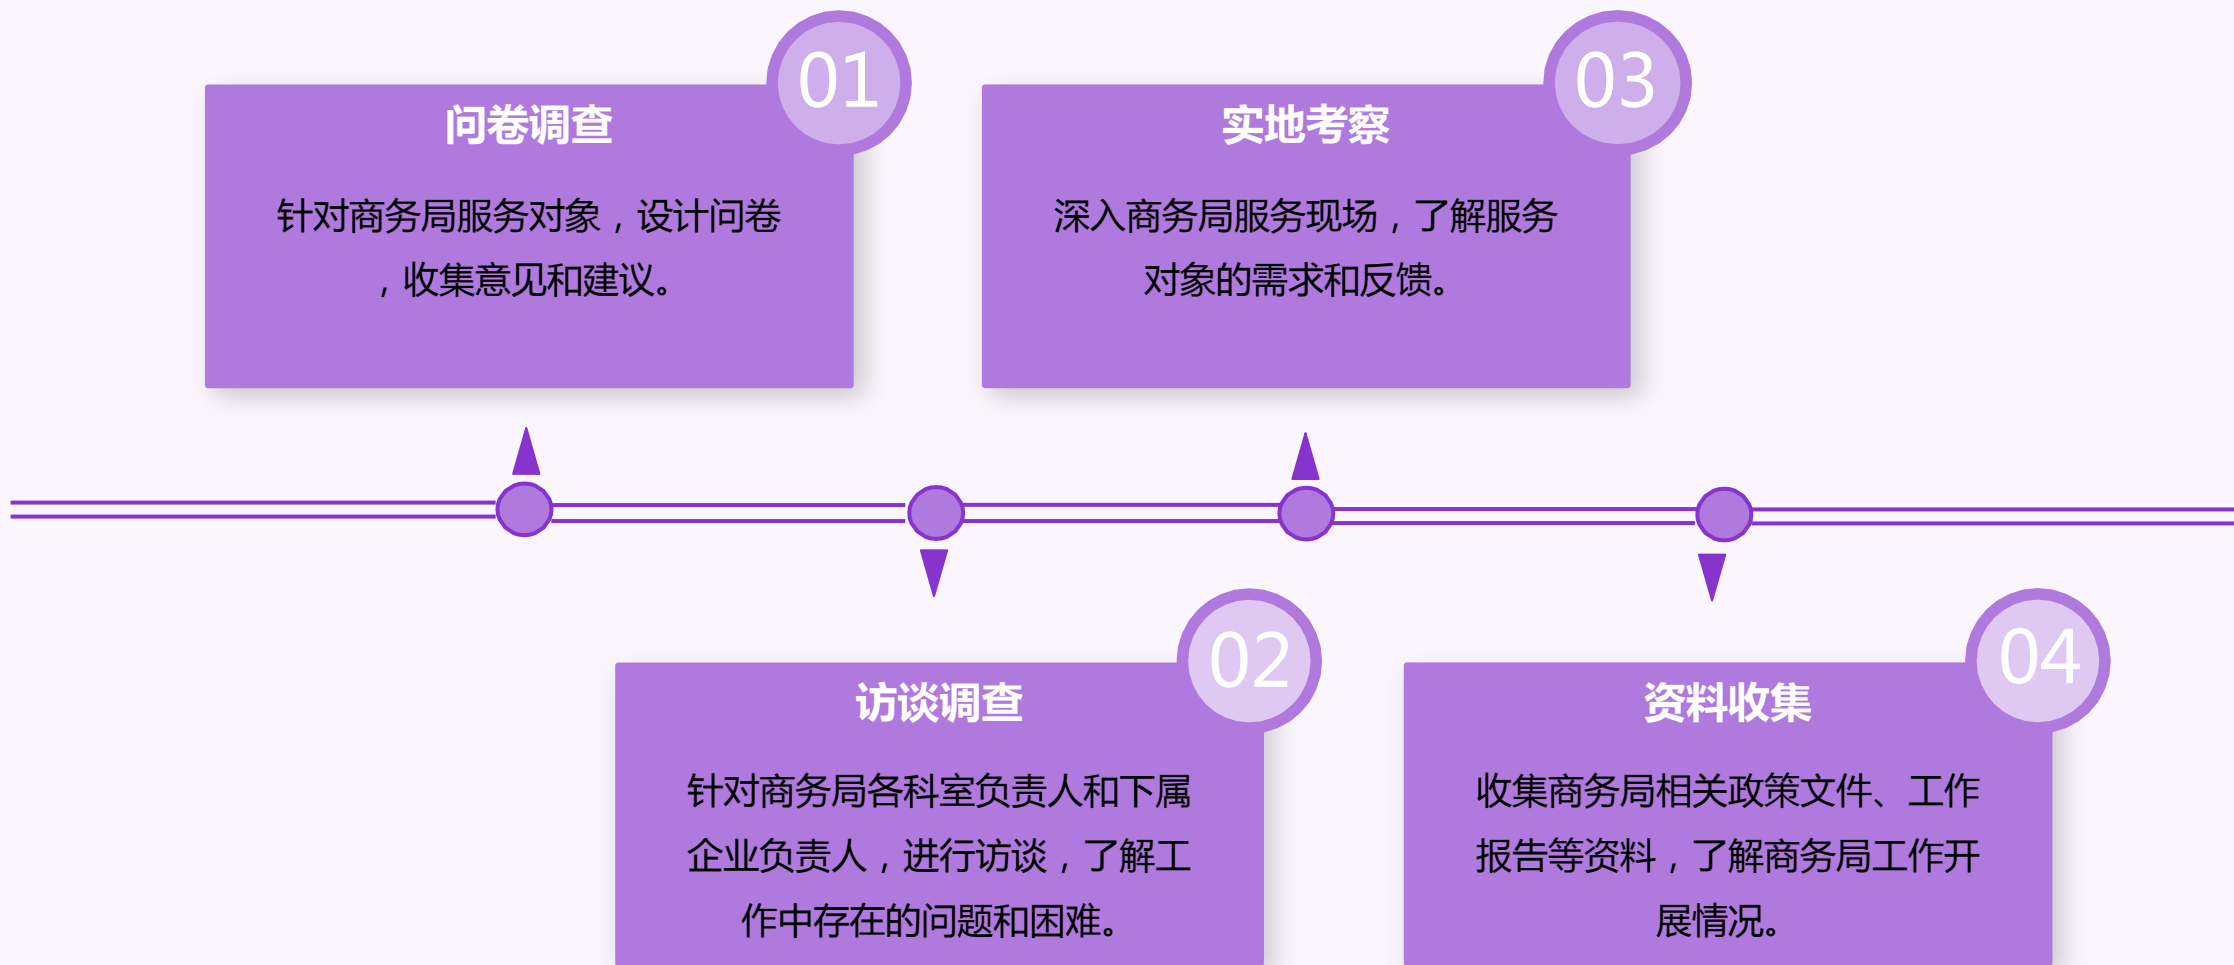 01
问卷调查
针对商务局服务对象，设计问卷
，收集意见和建议。
03
实地考察
深入商务局服务现场，了解服务
对象的需求和反馈。
02
访谈调查
针对商务局各科室负责人和下属
企业负责人，进行访谈，了解工
作中存在的问题和困难。
04
资料收集
收集商务局相关政策文件、工作
报告等资料，了解商务局工作开
展情况。